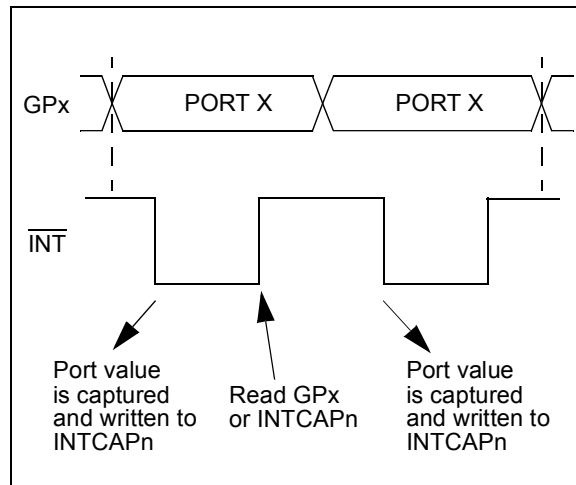 GPx
PORT X
PORT X
INT
Port value
is captured
and written to
INTCAPn
Read GPx
or INTCAPn
Port value
is captured
and written to
INTCAPn